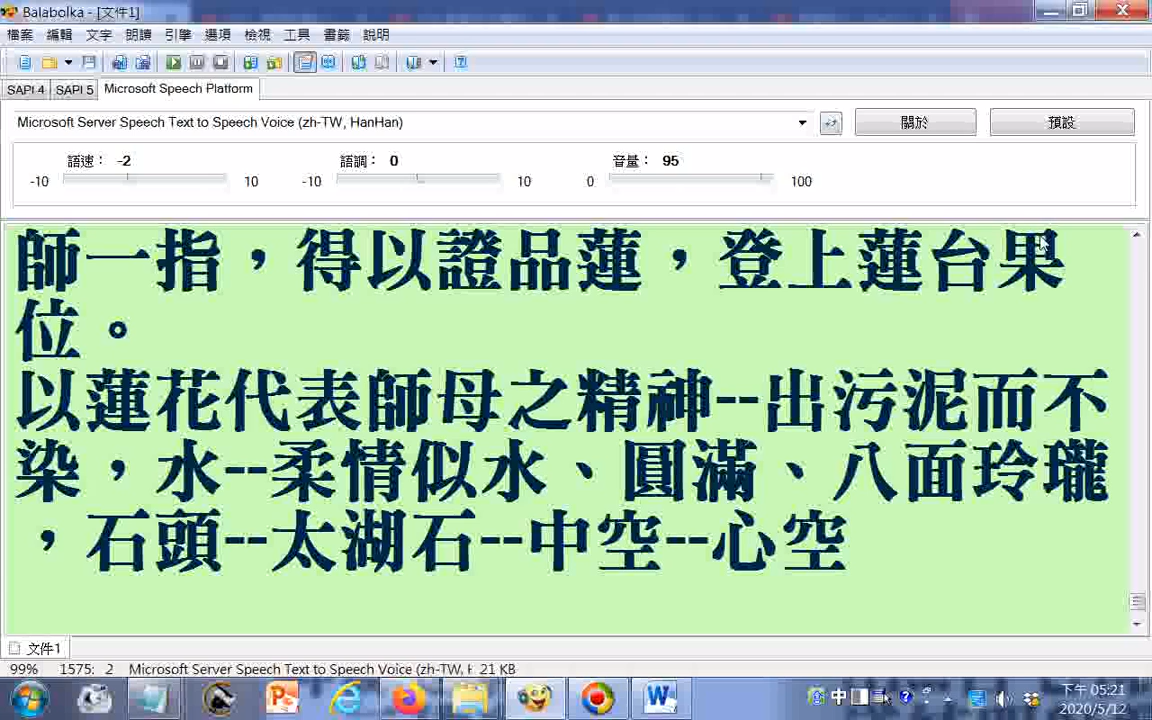 Balabolka - [文件1]
檔案 編輯 文字 朗讀 引擎 選項 檢視 工具 書籤 說明
SAPI 4 SAPI 5 Microsoft Speech Platform
Microsoft Server Speech Text to Speech Voice (zh-TW, HanHan) 關於 預設
語速： -2 語調： 0 音量： 95
-10 10 -10 10 0 100
師一指，得以證品蓮，登上蓮台果
位。
以蓮花代表師母之精神--出污泥而不
染，水--柔情似水、圓滿、八面玲瓏
，石頭--太湖石--中空--心空
文件1
99% 1575: 2 Microsoft Server Speech Text to Speech Voice (zh-TW, H 21 KB
中 下午 05:21
2020/5/12